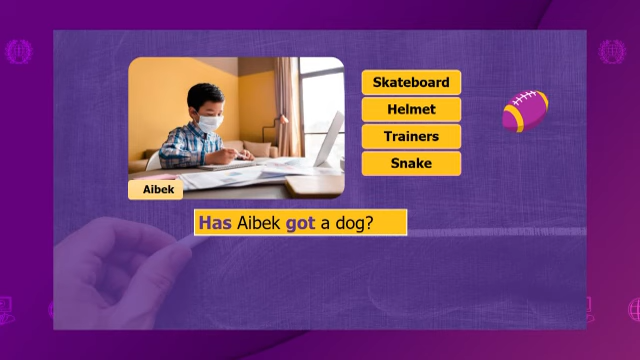 Skateboard
Helmet
Trainers
Snake
Aibek
Has Aibek got a dog?